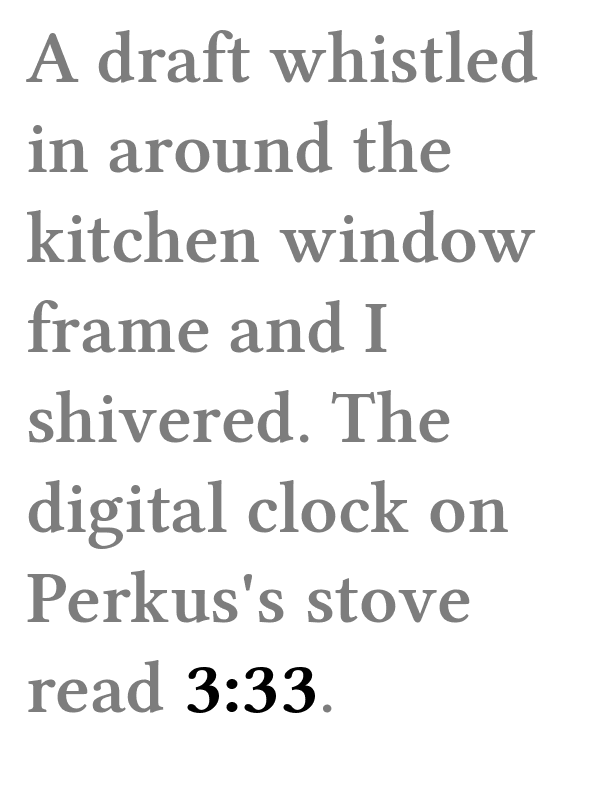 A draft whistled
in around the
kitchen window
frame and I
shivered. The
digital clock on
Perkus's stove
read 3:33.